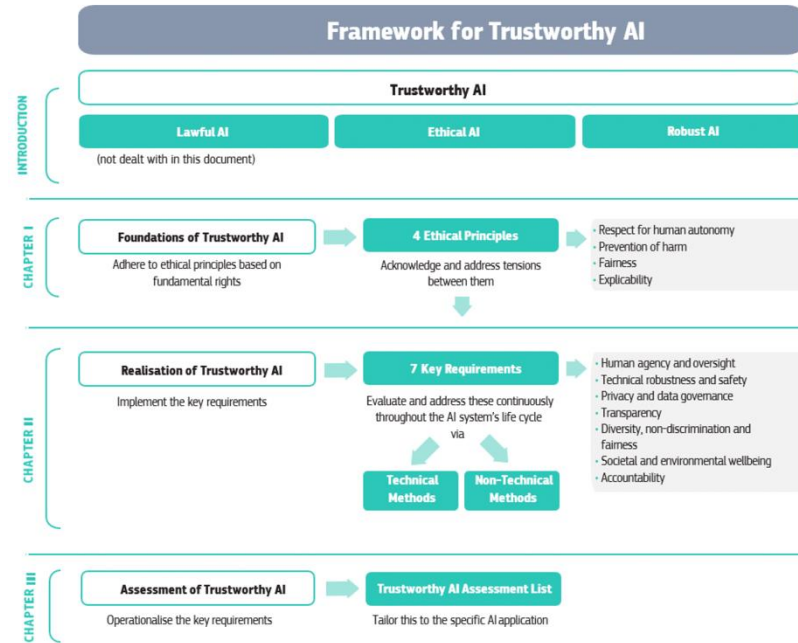 Framework for Trustworthy AI
INTRODUCTION
Trustworthy AI
Lawful AI
Ethical AI
Robust AI
(not dealt with in this document)
CHAPTER I
Foundations of Trustworthy AI
4 Ethical Principles
Adhere to ethical principles based on
fundamental rights
Acknowledge and address tensions
between them
· Respect for human autonomy
· Prevention of harm
· Fairness
· Explicability
CHAPTER II
Realisation of Trustworthy AI
7 Key Requirements
Implement the key requirements
Evaluate and address these continuously
throughout the AI system's life cycle
via
Technical
Methods
Non-Technical
Methods
· Human agency and oversight
· Technical robustness and safety
· Privacy and data governance
· Transparency
· Diversity, non-discrimination and
fairness
· Societal and environmental wellbeing
· Accountability
CHAPTER III
Assessment of Trustworthy AI
Trustworthy AI Assessment List
Operationalise the key requirements
Tailor this to the specific AI application